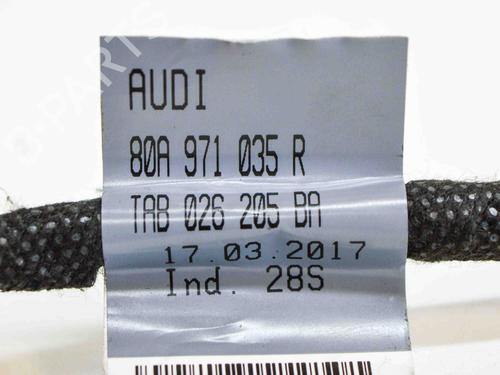 AUDI
80A 971 035 R
TAB 026 205 BA
17.03.2017
Ind. 28S